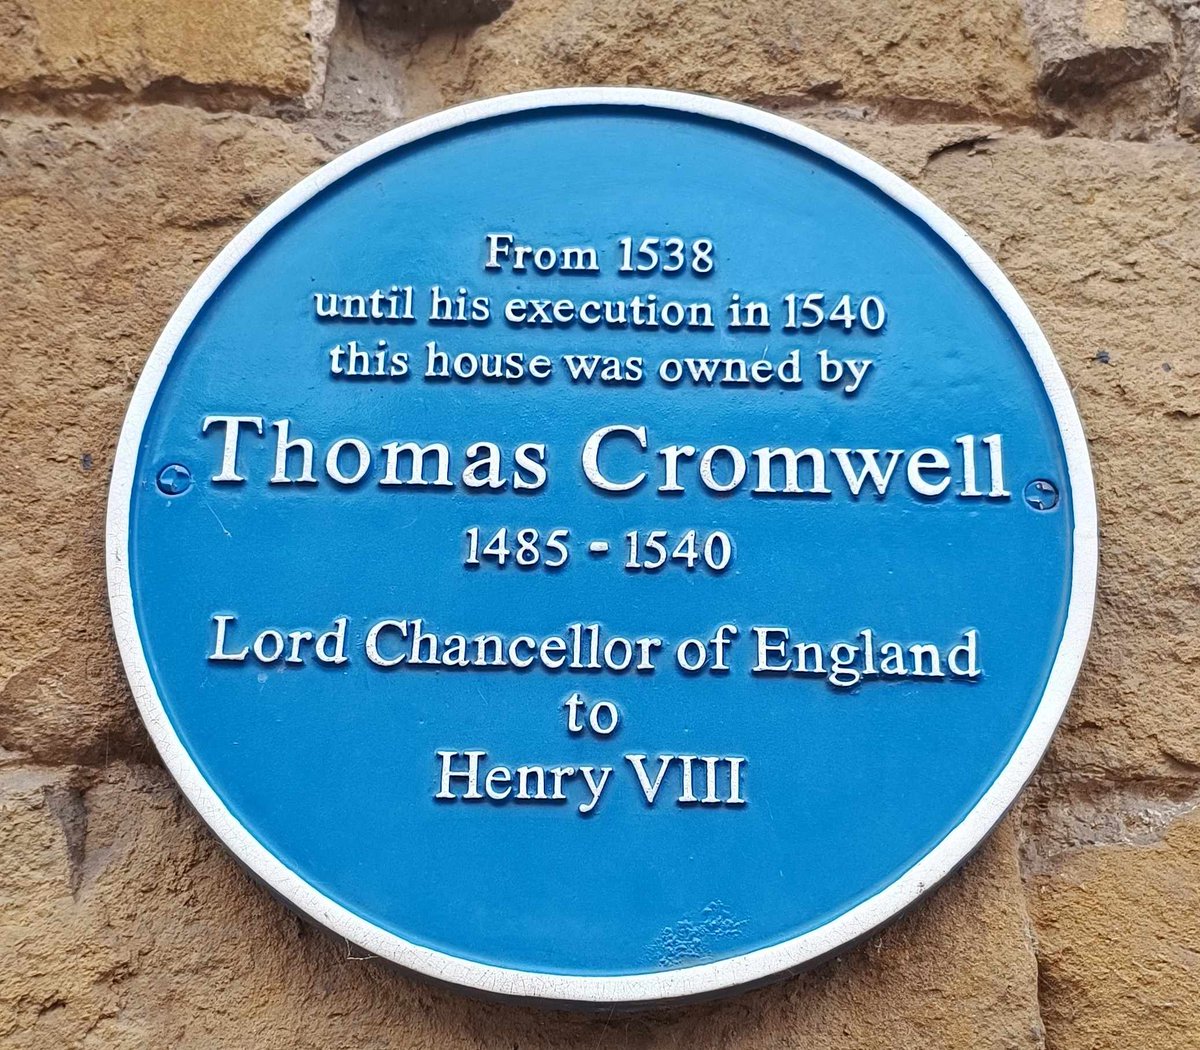 From 1538
until his execution in 1540
this house was owned by
Thomas Cromwell
1485 - 1540
Lord Chancellor of England
to
Henry VIII